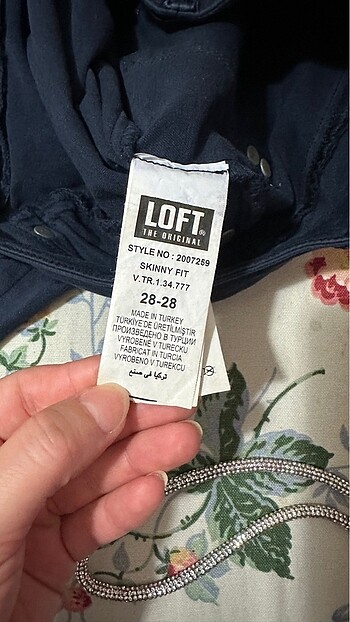 LOFT®
THE ORIGINAL
STYLE NO : 2007259
SKINNY FIT
V.TR.1.34.777
28-28
MADE IN TURKEY
TÜRKİYE'DE ÜRETİLMİŞTİR
ПРОИЗВЕДЕНО В ТУРЦИИ
VYROBENÉ V TURECKU
FABRICAT IN TURCIA
VYROBENO V TURECKU
تركيا في صنع